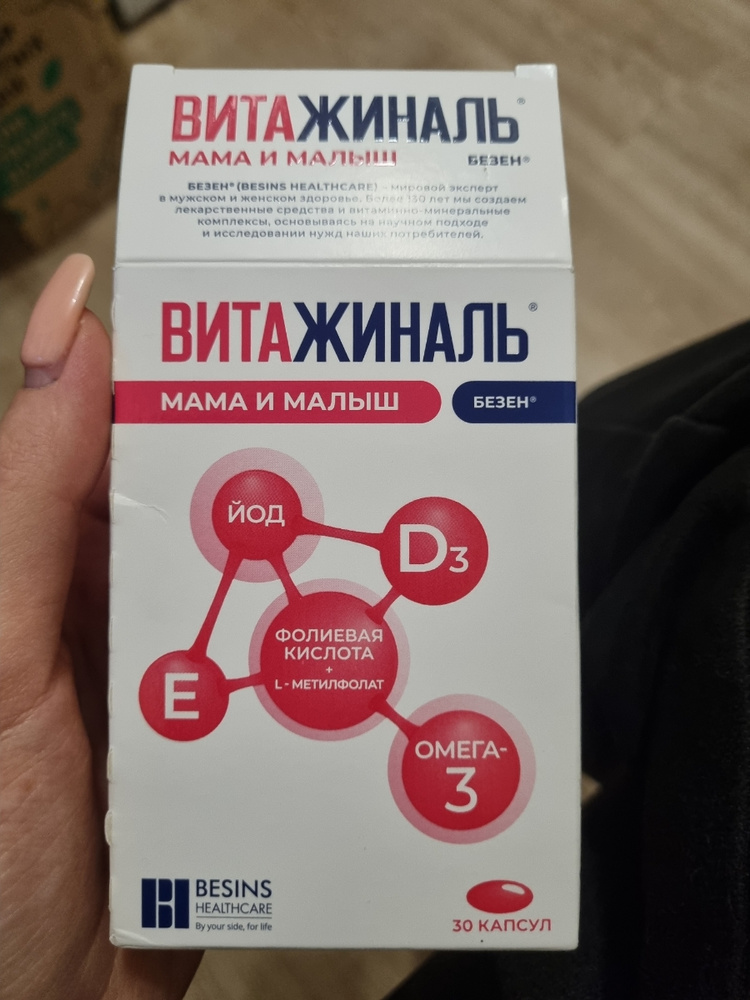 ВИТАЖИНАЛЬ®
МАМА И МАЛЫШ БЕЗЕН®
БЕЗЕН® (BESINS HEALTHCARE) – мировой эксперт
в мужском и женском здоровье. Более 130 лет мы создаем
лекарственные средства и витаминно-минеральные
комплексы, основываясь на научном подходе
и исследовании нужд наших потребителей.
ВИТАЖИНАЛЬ®
МАМА И МАЛЫШ БЕЗЕН®
ЙОД
D3
ФОЛИЕВАЯ
КИСЛОТА
+
L - МЕТИЛФОЛАТ
E
ОМЕГА-
3
BESINS
HEALTHCARE
By your side, for life
30 КАПСУЛ